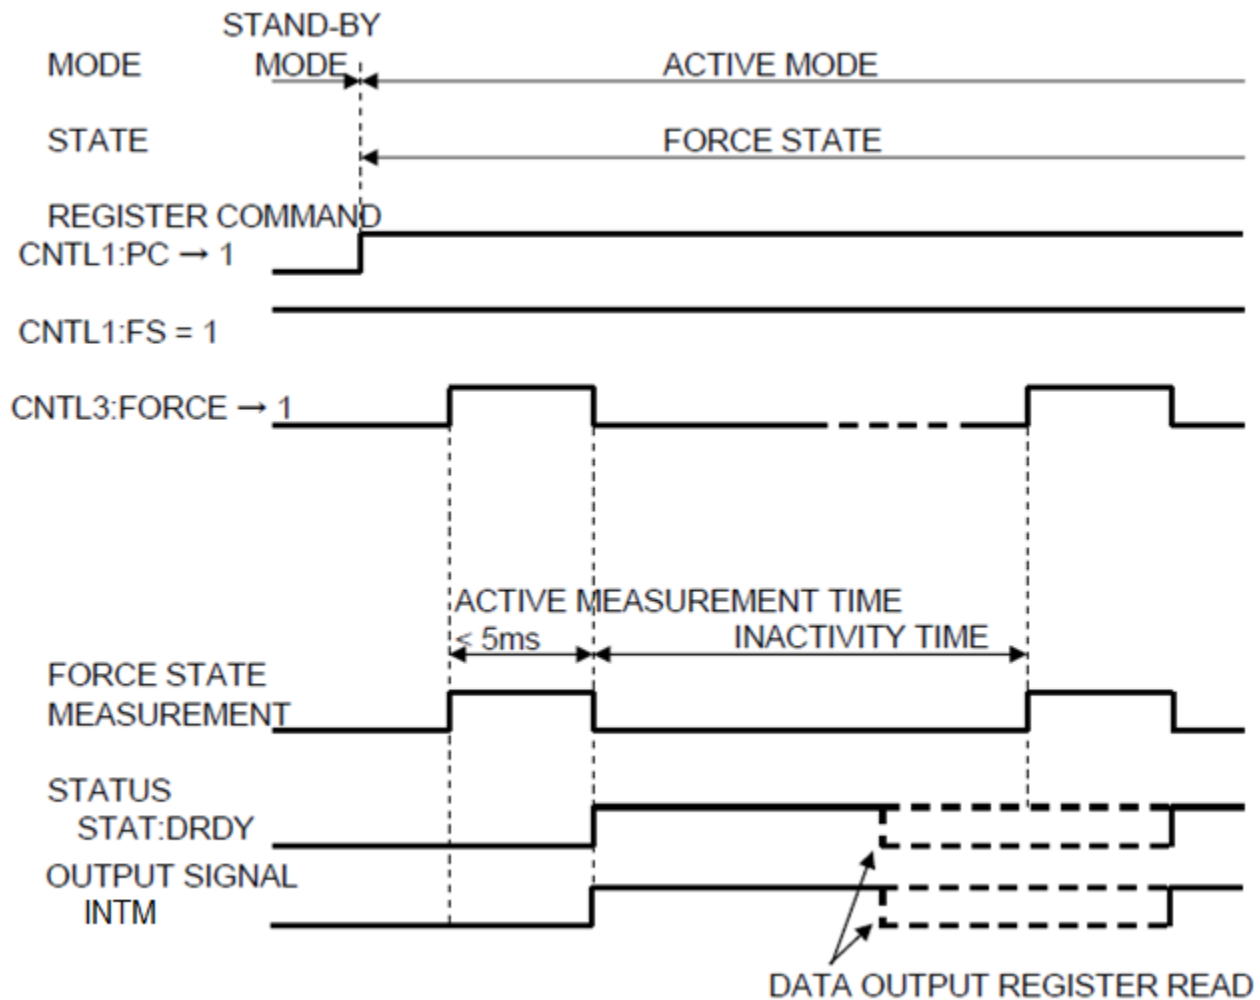 STAND-BY
MODE MODE ACTIVE MODE
STATE FORCE STATE
REGISTER COMMAND
CNTL1:PC → 1
CNTL1:FS = 1
CNTL3:FORCE → 1
ACTIVE MEASUREMENT TIME
< 5ms INACTIVITY TIME
FORCE STATE
MEASUREMENT
STATUS
STAT:DRDY
OUTPUT SIGNAL
INTM
DATA OUTPUT REGISTER READ